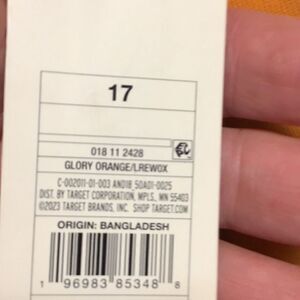 17
018 11 2428
GLORY ORANGE/LREWOX
C-002011-01-003 AND18 50A01-0025
DIST. BY TARGET CORPORATION, MPLS, MN 55403
©2023 TARGET BRANDS, INC. SHOP TARGET.COM
ORIGIN: BANGLADESH
1 96983 85348 8